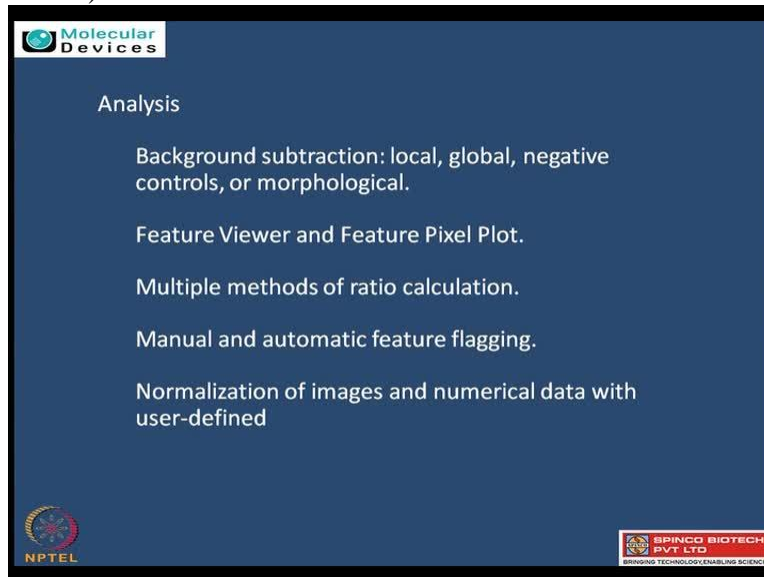 Molecular
Devices
Analysis
Background subtraction: local, global, negative
controls, or morphological.
Feature Viewer and Feature Pixel Plot.
Multiple methods of ratio calculation.
Manual and automatic feature flagging.
Normalization of images and numerical data with
user-defined
NPTEL
SPINCO BIOTECH
PVT LTD
BRINGING TECHNOLOGY, ENABLING SCIENCE